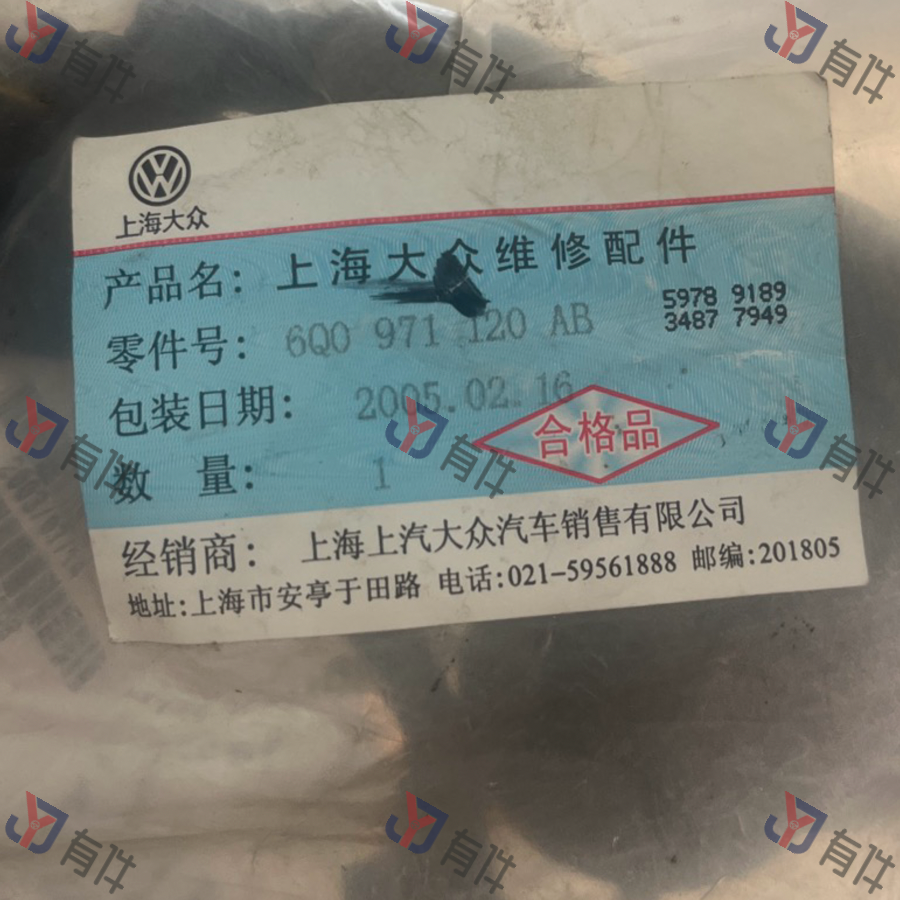 上海大众
产品名：上海大众维修配件
零件号：6Q0 971 120 AB
5978 9189
3487 7949
包装日期：2005.02.16
合格品
数 量：1
经销商：上海上汽大众汽车销售有限公司
地址:上海市安亭于田路 电话:021-59561888 邮编:201805
有件
有件
有件
有件
有件
有件
有件
有件
有件